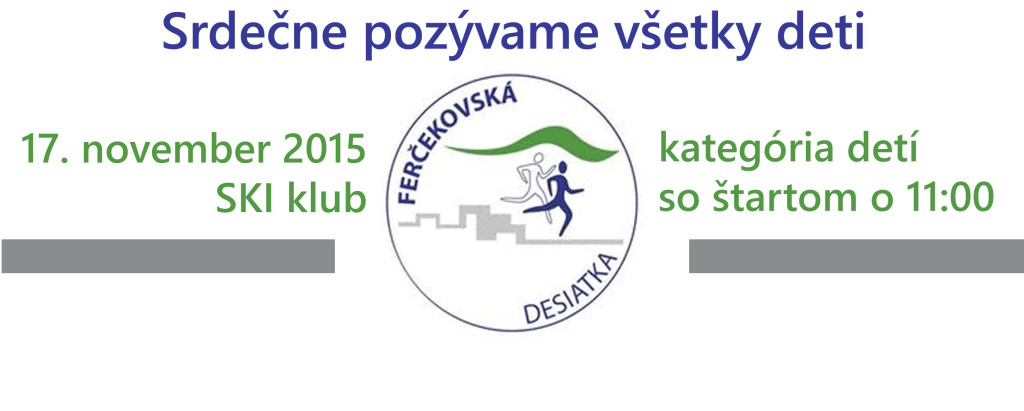 Srdečne pozývame všetky deti
17. november 2015
SKI klub
FERČEKOVSKÁ
DESIATKA
kategória detí
so štartom o 11:00